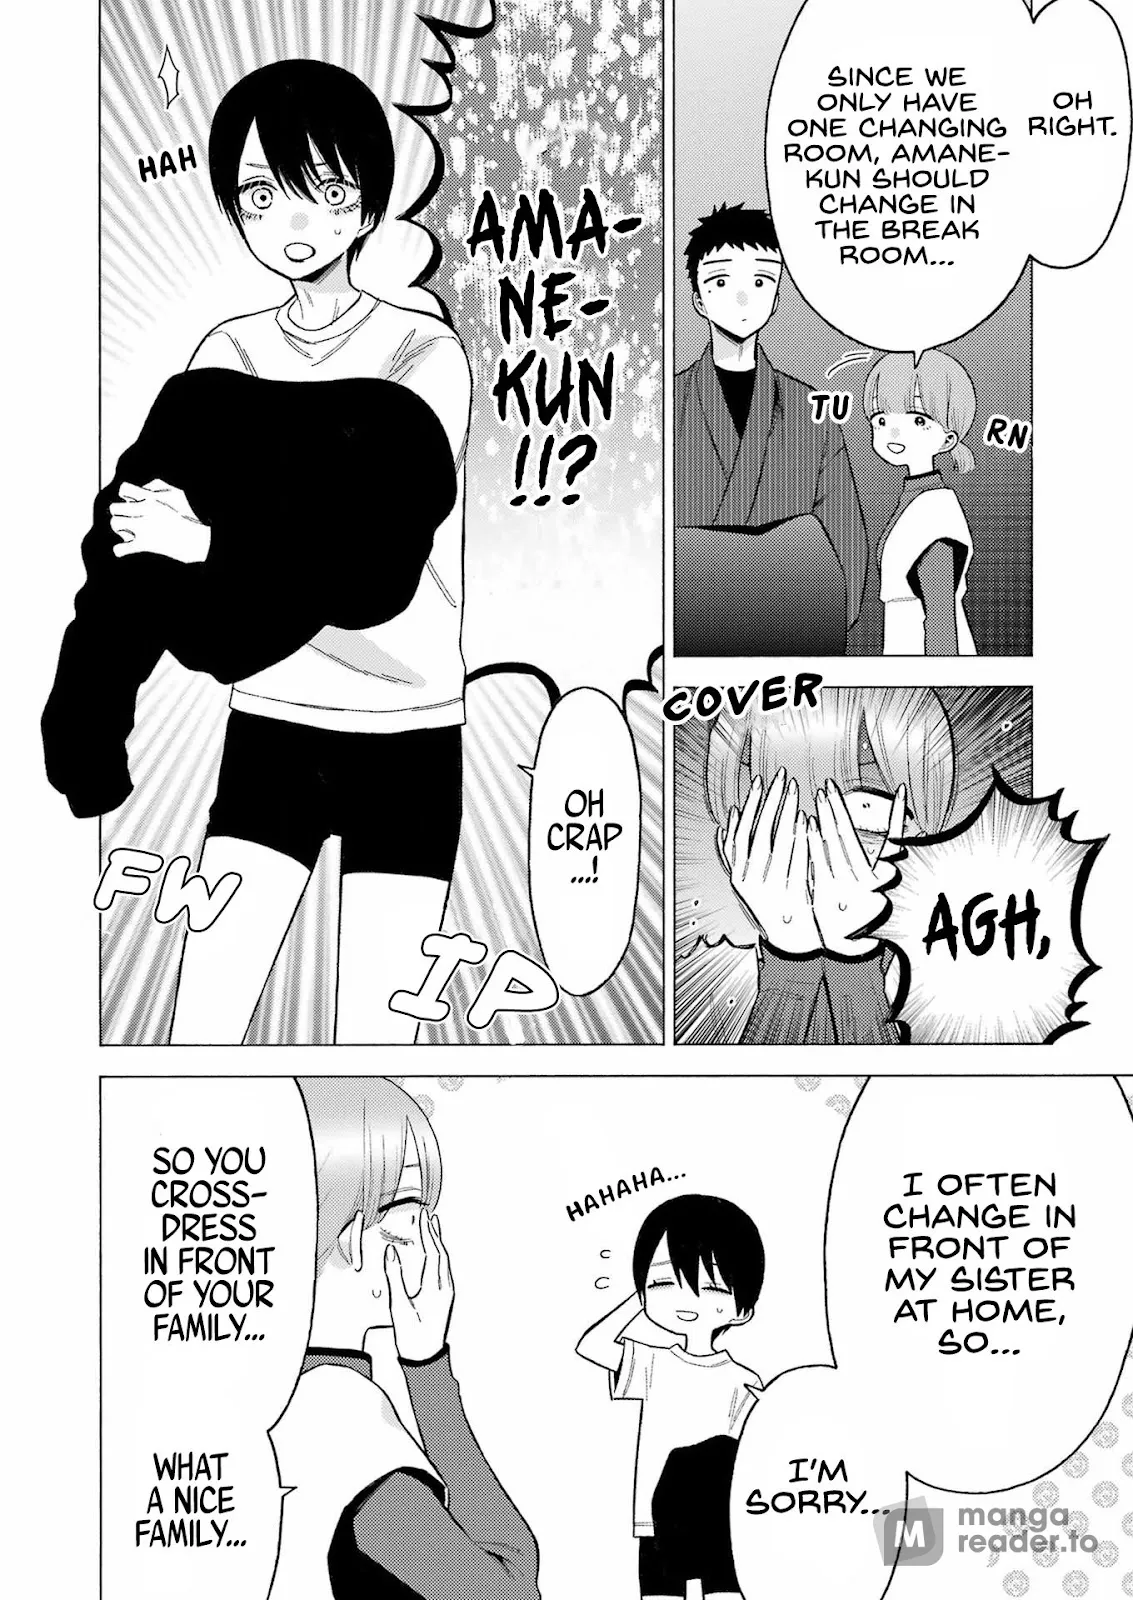 OH
RIGHT.
SINCE WE
ONLY HAVE
ONE CHANGING
ROOM, AMANE-
KUN SHOULD
CHANGE IN
THE BREAK
ROOM...
TU
RN
HAH
AMA-
NE-
KUN
!!?
OH
CRAP
...!
FW
IP
COVER
AGH,
I OFTEN
CHANGE IN
FRONT OF
MY SISTER
AT HOME,
SO...
I'M
SORRY...
HAHAHA...
SO YOU
CROSS-
DRESS
IN FRONT
OF YOUR
FAMILY...
WHAT
A NICE
FAMILY...
M manga
reader.to